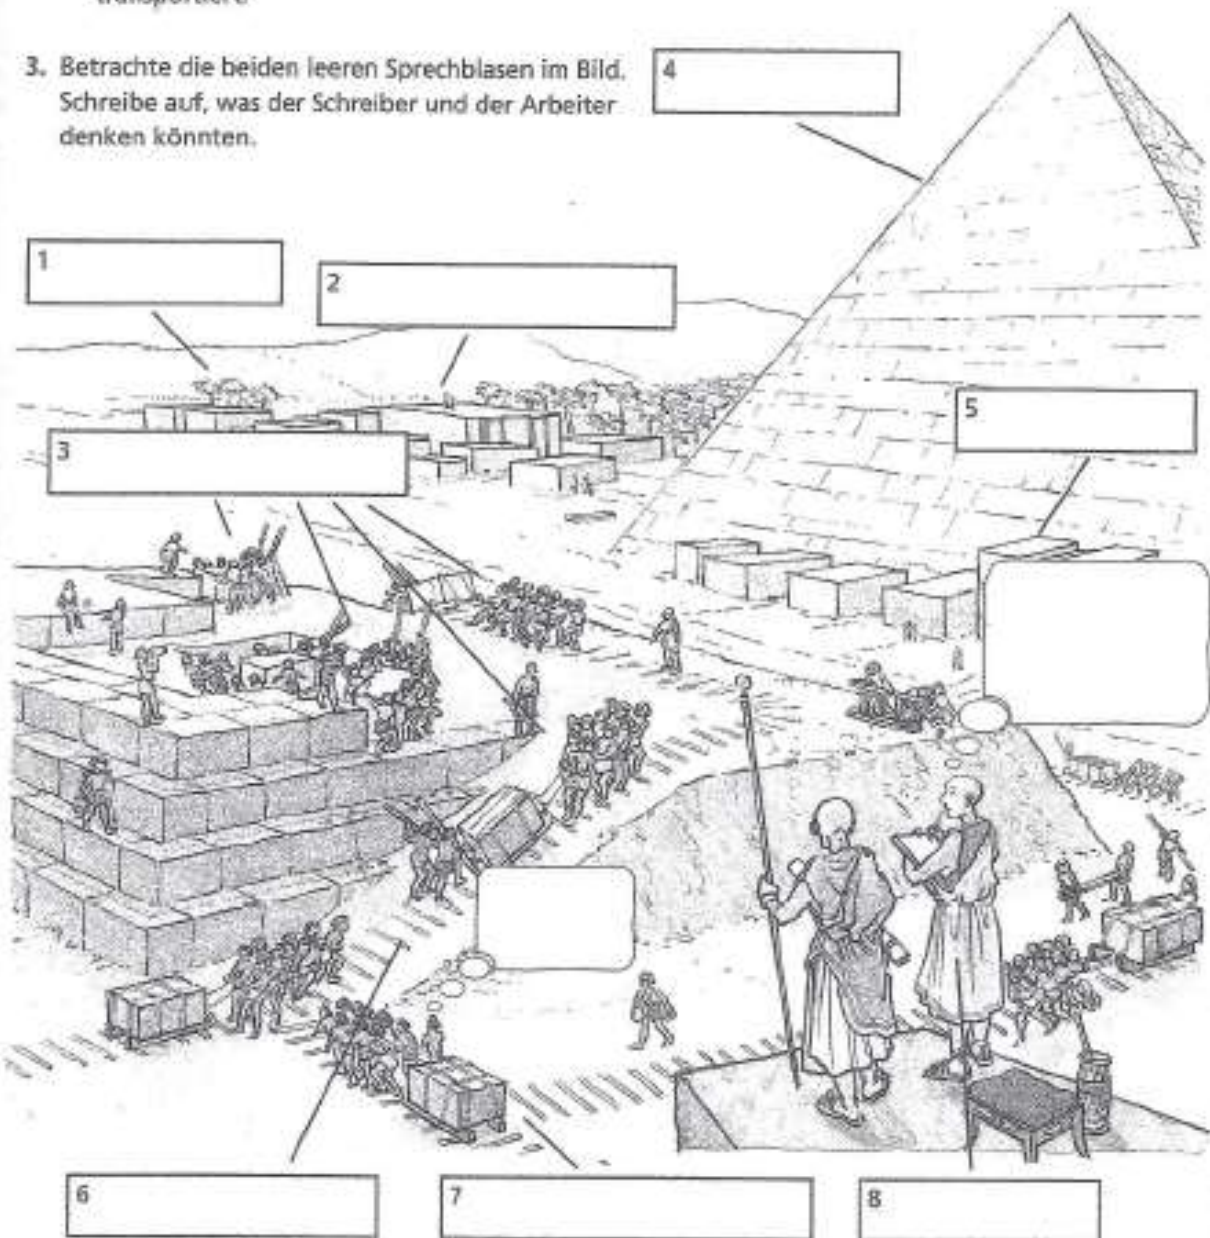 transportiert
3. Betrachte die beiden leeren Sprechblasen im Bild.
Schreibe auf, was der Schreiber und der Arbeiter
denken könnten.
4
1
2
5
3
6
7
8